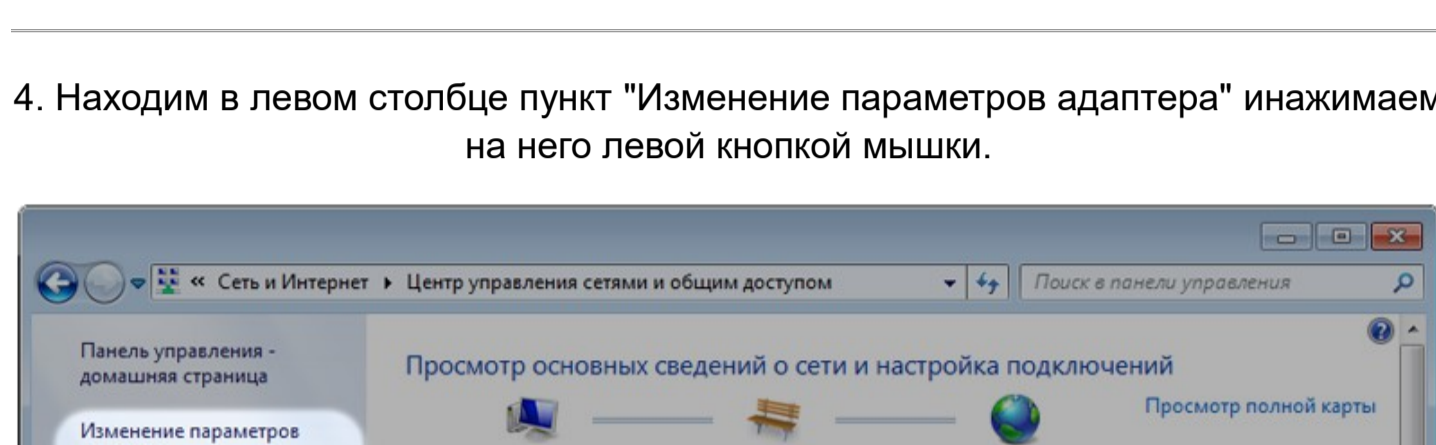 4. Находим в левом столбце пункт "Изменение параметров адаптера" инажимаем
на него левой кнопкой мышки.
« Сеть и Интернет ▸ Центр управления сетями и общим доступом
Поиск в панели управления
Панель управления -
домашняя страница
Просмотр основных сведений о сети и настройка подключений
Просмотр полной карты
Изменение параметров